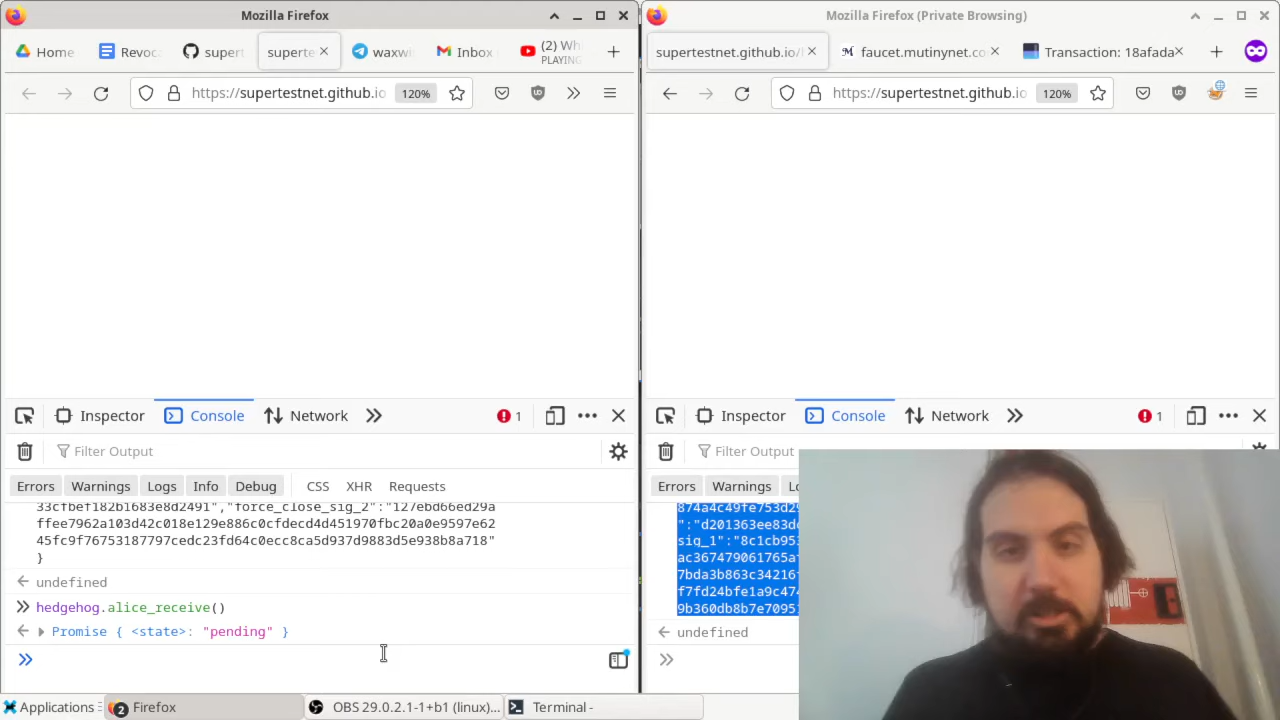 Mozilla Firefox
Home
Revoc
supert
superte
waxwi
Inbox
(2) Wh
PLAYING
https://supertestnet.github.io
120%
Inspector
Console
Network
1
Filter Output
Errors
Warnings
Logs
Info
Debug
CSS
XHR
Requests
33cfbef182b1683e8d2491","force_close_sig_2":"127ebd66ed29a
ffee7962a103d42c018e129e886c0cfdecd4d451970fbc20a0e9597e62
45fc9f76753187797cedc23fd64c0ecc8ca5d937d9883d5e938b8a718"
}
undefined
hedgehog.alice_receive()
Promise { <state>: "pending" }
Mozilla Firefox (Private Browsing)
supertestnet.github.io/
faucet.mutinynet.co
Transaction: 18afada
https://supertestnet.github.io
120%
Inspector
Console
Network
1
Filter Output
Errors
Warnings
874a4c49fe753d29
":"d201363ee83d
sig_1":"8c1cb95
ac367479061765a
7bda3b863c34216
f7fd24bfe1a9c474
9b360db8b7e7095
undefined
Applications
2
Firefox
OBS 29.0.2.1-1+b1 (linux)...
Terminal -